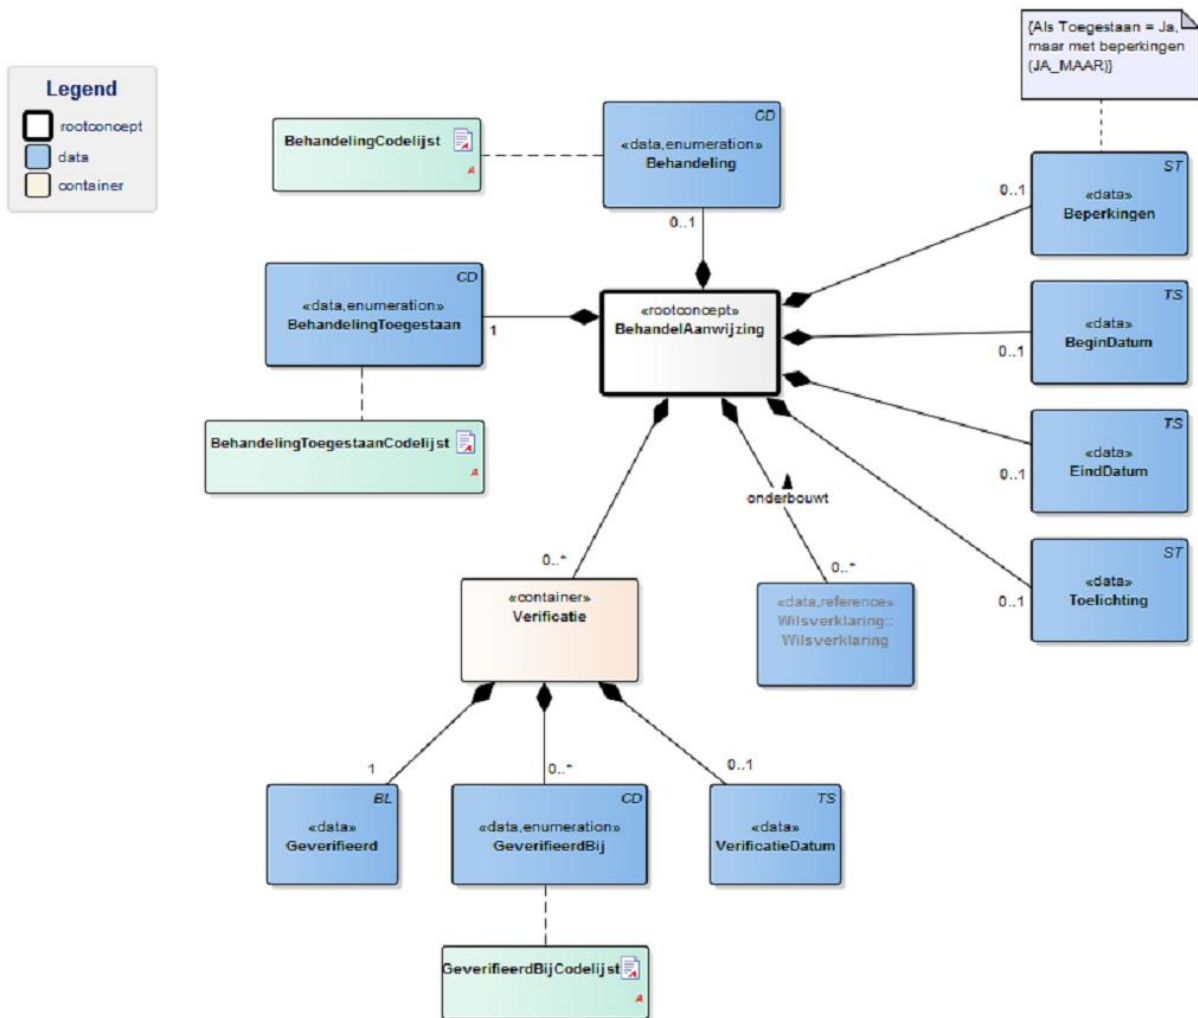 {Als Toegestaan = Ja,
maar met beperkingen
(JA_MAAR)}
Legend
rootconcept
data
container
BehandelingCodelijst
A
CD
«data,enumeration»
Behandeling
0..1
ST
«data»
Beperkingen
0..1
CD
«data,enumeration»
BehandelingToegestaan
1
«rootconcept»
BehandelAanwijzing
TS
«data»
BeginDatum
0..1
BehandelingToegestaanCodelijst
A
TS
«data»
EindDatum
0..1
onderbouwt
ST
«data»
Toelichting
0..1
0..*
«container»
Verificatie
0..*
«data,reference»
Wilsverklaring::
Wilsverklaring
1
BL
«data»
Geverifieerd
0..*
CD
«data,enumeration»
GeverifieerdBij
0..1
TS
«data»
VerificatieDatum
GeverifieerdBijCodelijst
A